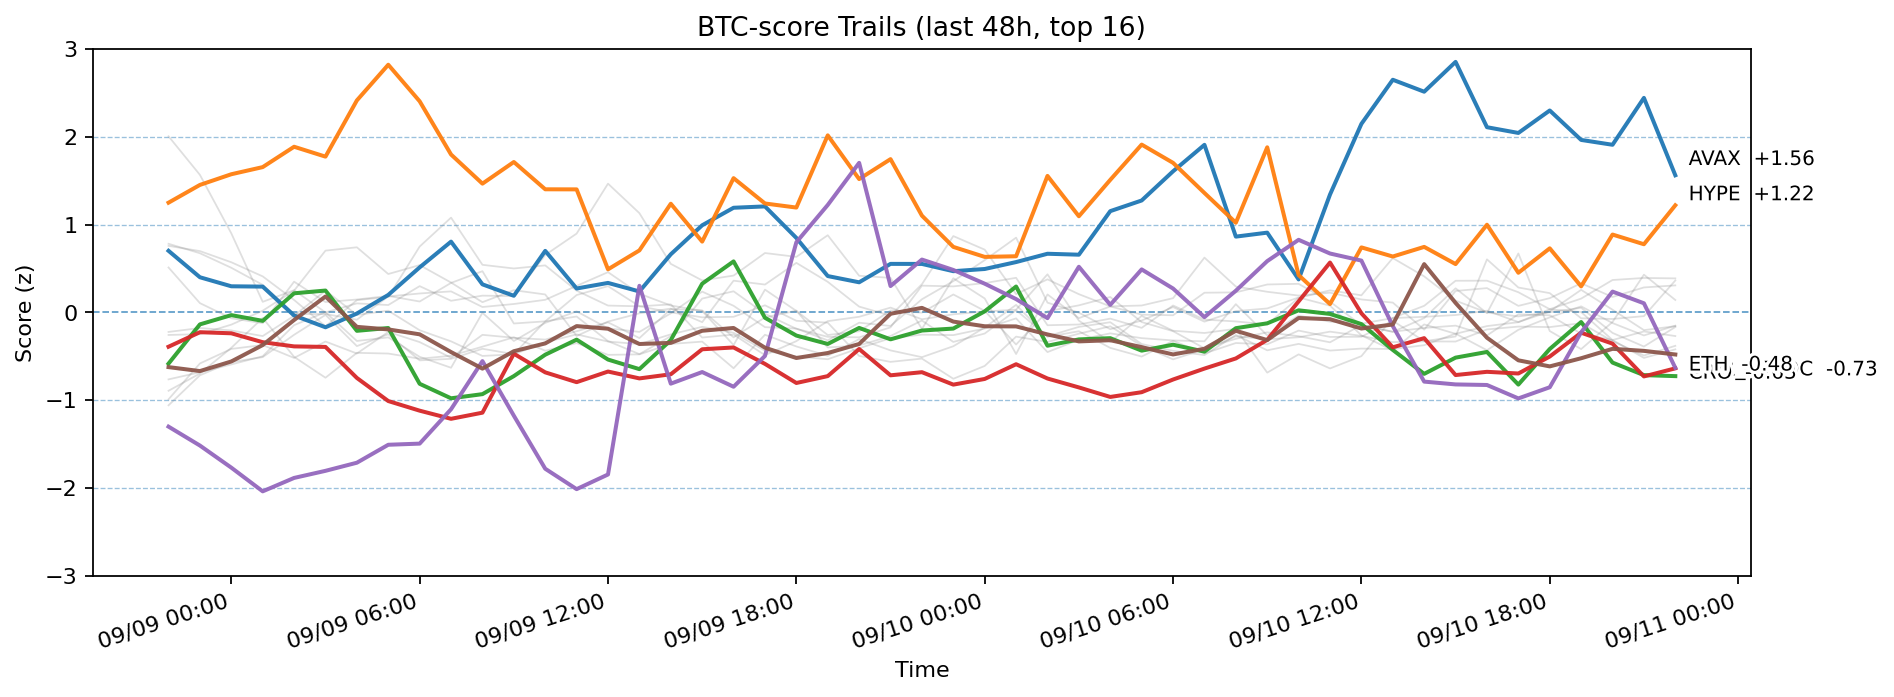 BTC-score Trails (last 48h, top 16)
3
2
1
0
−1
−2
−3
Score (z)
AVAX +1.56
HYPE +1.22
ETH -0.48
C -0.73
09/09 00:00
09/09 06:00
09/09 12:00
09/09 18:00
09/10 00:00
09/10 06:00
09/10 12:00
09/10 18:00
09/11 00:00
Time